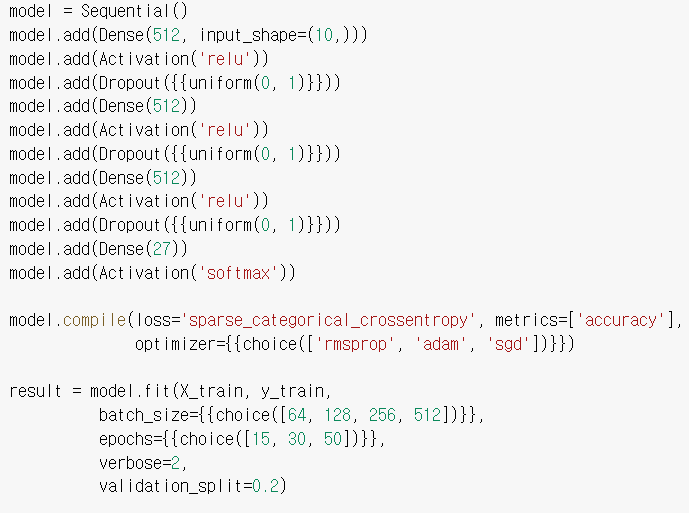 model = Sequential()
model.add(Dense(512, input_shape=(10,)))
model.add(Activation('relu'))
model.add(Dropout({{uniform(0, 1)}}))
model.add(Dense(512))
model.add(Activation('relu'))
model.add(Dropout({{uniform(0, 1)}}))
model.add(Dense(512))
model.add(Activation('relu'))
model.add(Dropout({{uniform(0, 1)}}))
model.add(Dense(27))
model.add(Activation('softmax'))

model.compile(loss='sparse_categorical_crossentropy', metrics=['accuracy'],
              optimizer={{choice(['rmsprop', 'adam', 'sgd'])}})

result = model.fit(X_train, y_train,
          batch_size={{choice([64, 128, 256, 512])}},
          epochs={{choice([15, 30, 50])}},
          verbose=2,
          validation_split=0.2)